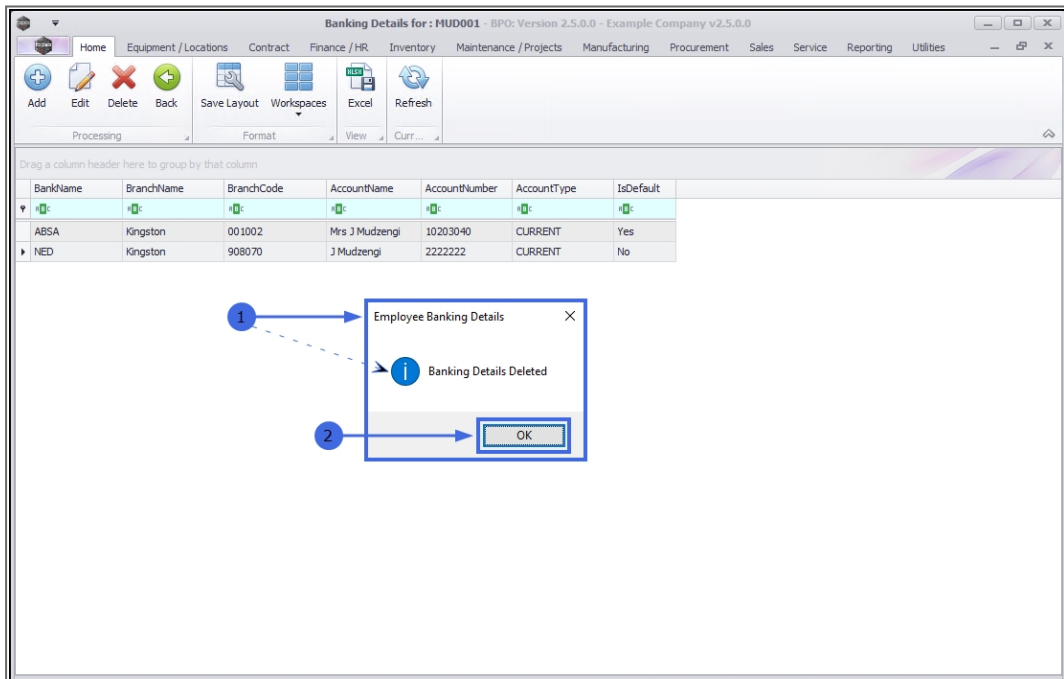 Banking Details for : MUD001 - BPO: Version 2.5.0.0 - Example Company v2.5.0.0
Home Equipment / Locations Contract Finance / HR Inventory Maintenance / Projects Manufacturing Procurement Sales Service Reporting Utilities
Add Edit Delete Back Save Layout Workspaces Excel Refresh
Processing Format View Curr...
Drag a column header here to group by that column
BankName BranchName BranchCode AccountName AccountNumber AccountType IsDefault
ABSA Kingston 001002 Mrs J Mudzengi 10203040 CURRENT Yes
NED Kingston 908070 J Mudzengi 2222222 CURRENT No
1 Employee Banking Details
Banking Details Deleted
2 OK